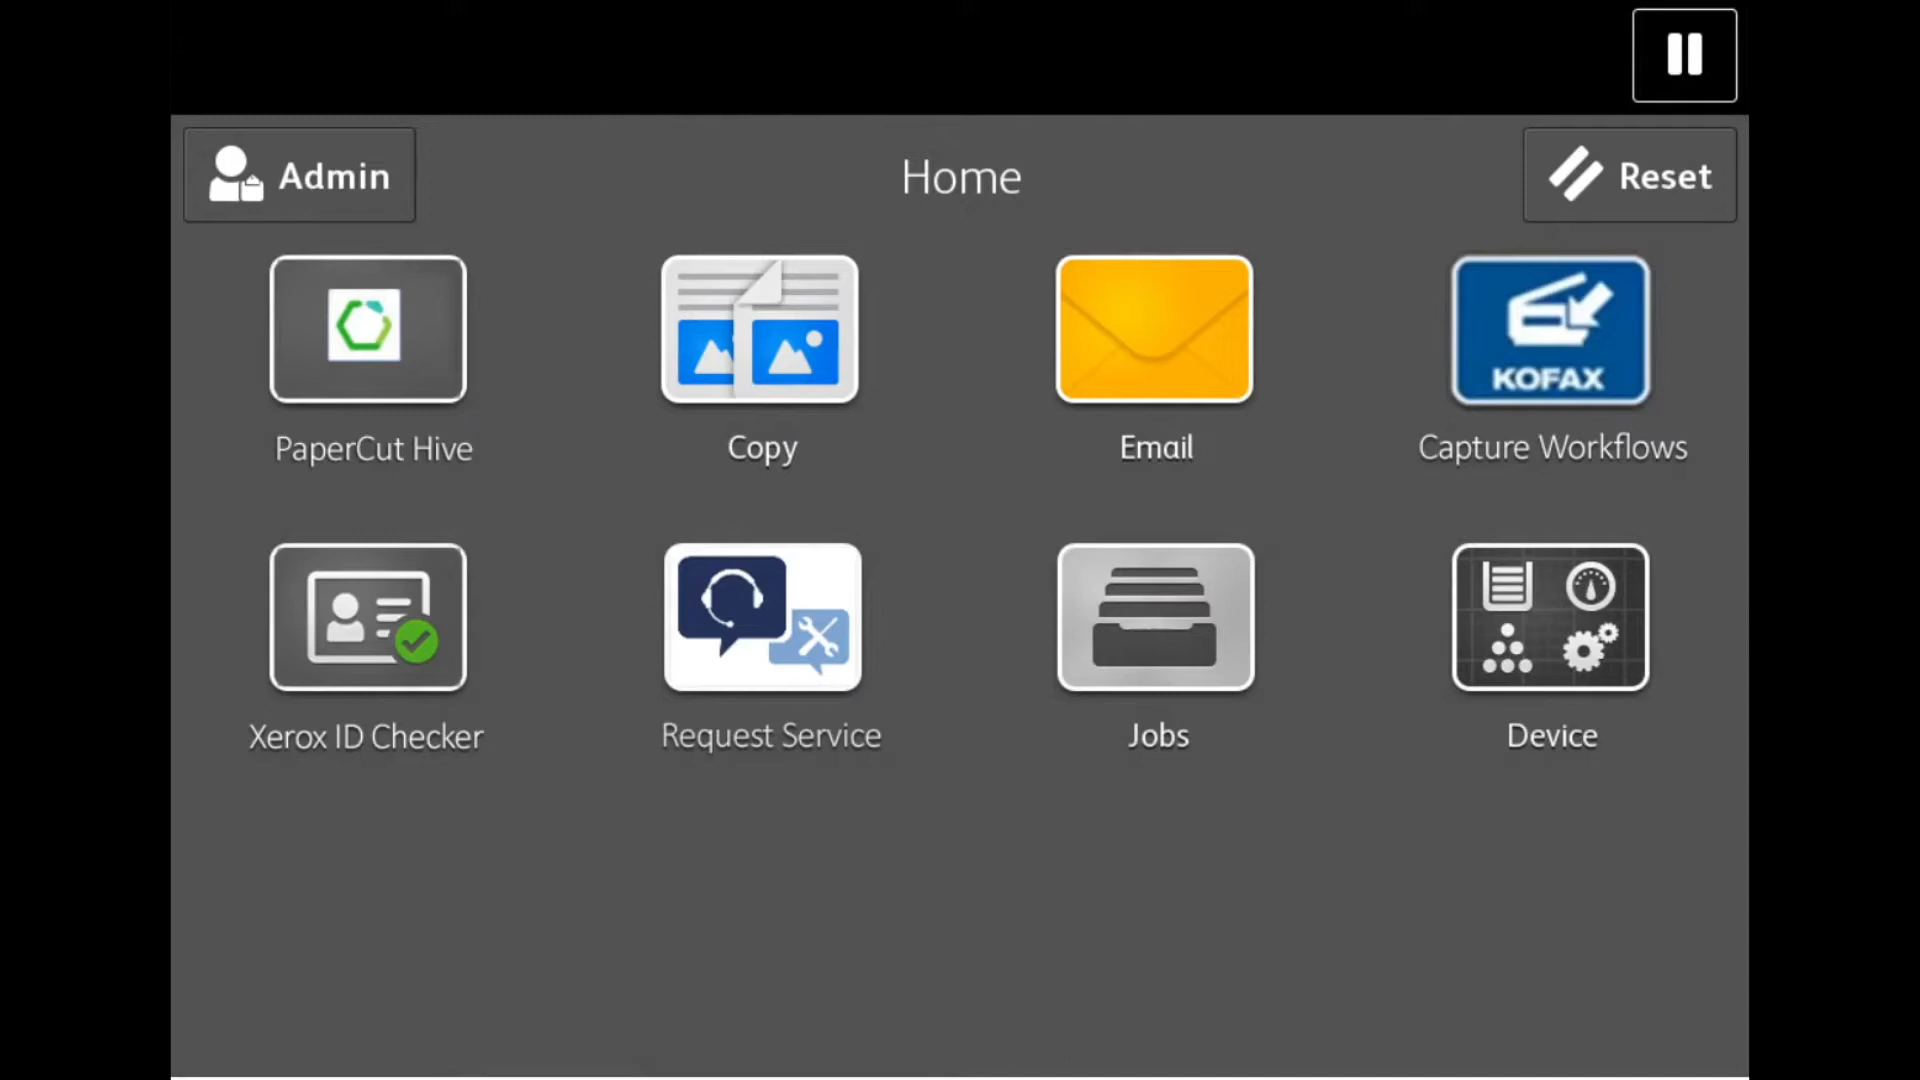 Admin
Home
Reset
KOFAX
PaperCut Hive
Copy
Email
Capture Workflows
Xerox ID Checker
Request Service
Jobs
Device